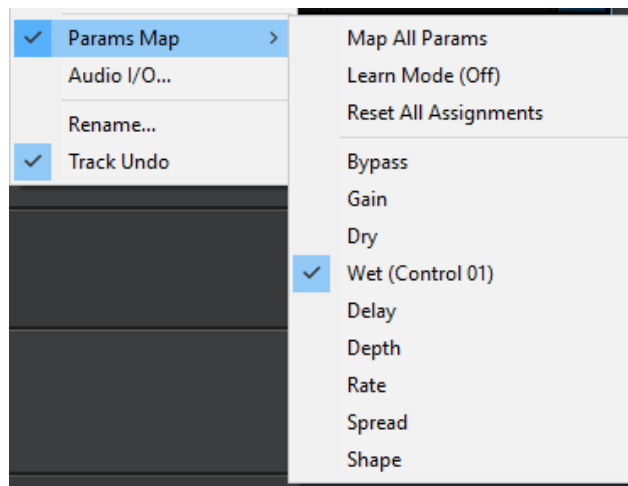 Params Map
Audio I/O...
Rename...
Track Undo
Map All Params
Learn Mode (Off)
Reset All Assignments
Bypass
Gain
Dry
Wet (Control 01)
Delay
Depth
Rate
Spread
Shape